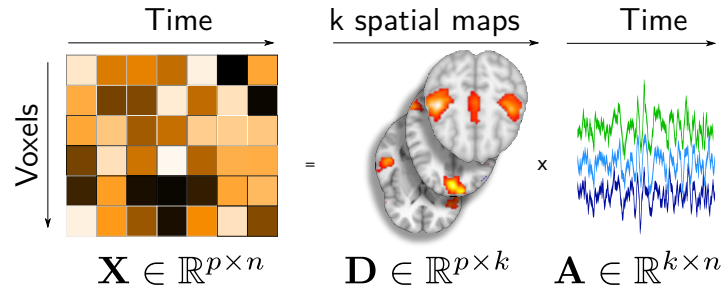 Time
k spatial maps
Time
Voxels
=
x
X ∈ ℝ^{p×n}
D ∈ ℝ^{p×k}
A ∈ ℝ^{k×n}